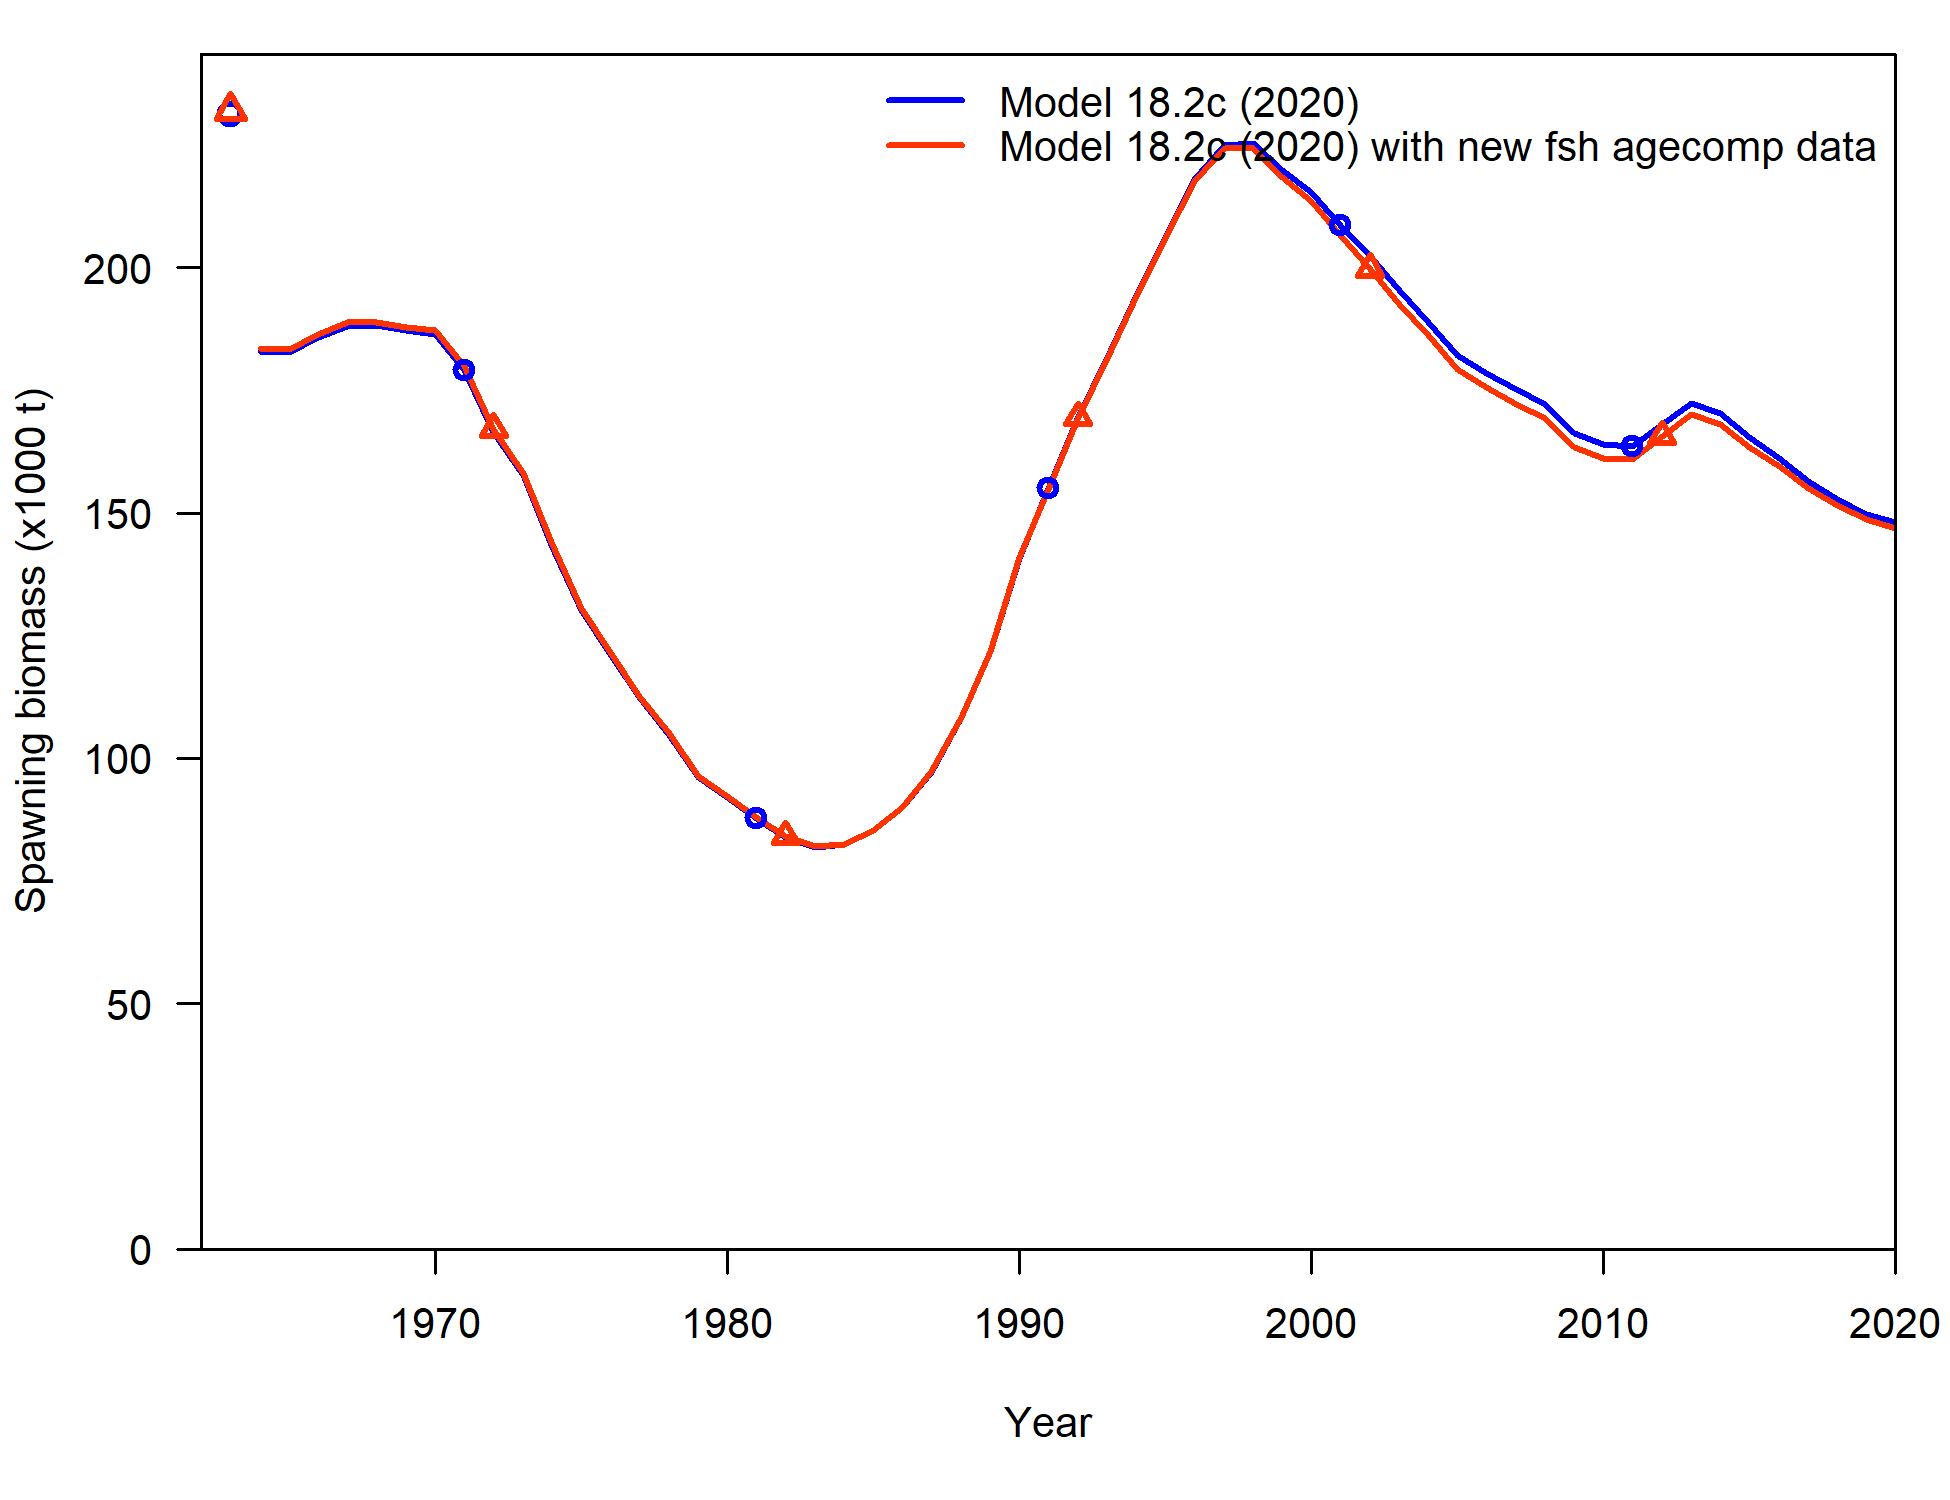 Model 18.2c (2020)
Model 18.2c (2020) with new fsh agecomp data
Spawning biomass (x1000 t)
200
150
100
50
0
1970 1980 1990 2000 2010 2020
Year